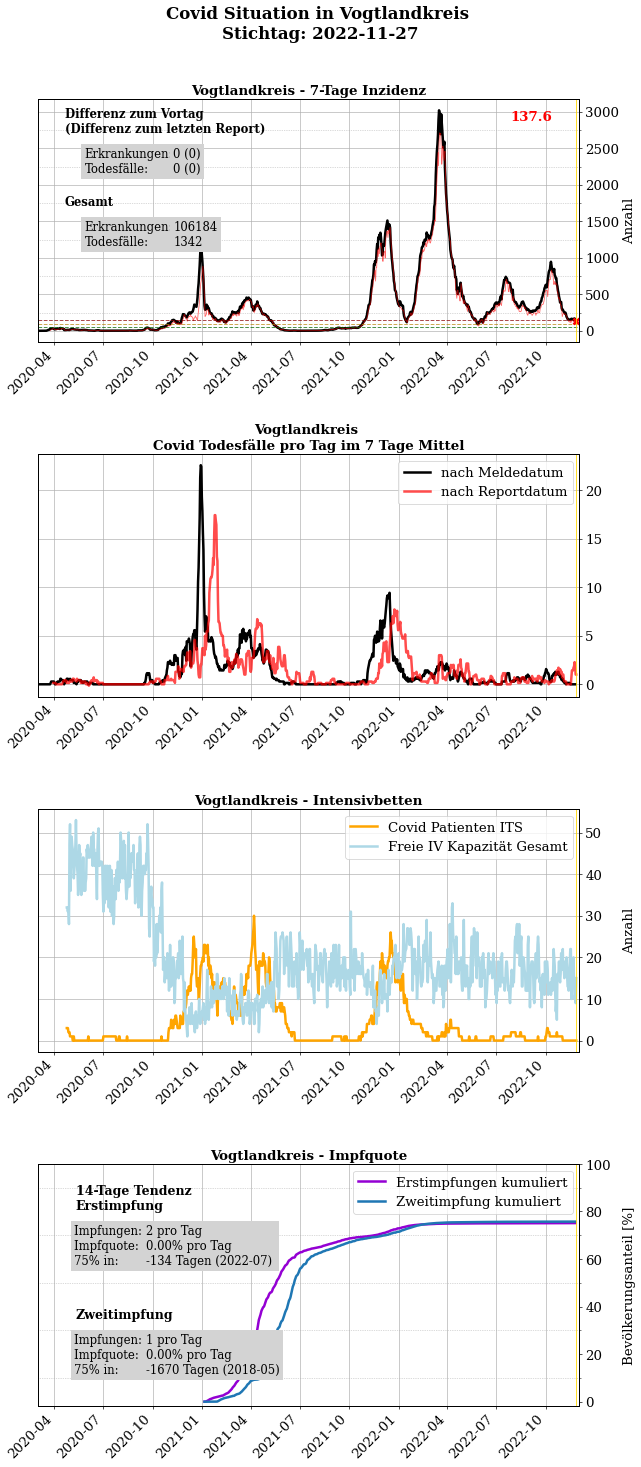 Covid Situation in Vogtlandkreis
Stichtag: 2022-11-27
Vogtlandkreis - 7-Tage Inzidenz
Differenz zum Vortag
(Differenz zum letzten Report)
Erkrankungen 0 (0)
Todesfälle: 0 (0)
Gesamt
Erkrankungen 106184
Todesfälle: 1342
137.6
3000
2500
2000
1500
1000
500
0
Anzahl
2020-04 2020-07 2020-10 2021-01 2021-04 2021-07 2021-10 2022-01 2022-04 2022-07 2022-10
Vogtlandkreis
Covid Todesfälle pro Tag im 7 Tage Mittel
nach Meldedatum
nach Reportdatum
20
15
10
5
0
2020-04 2020-07 2020-10 2021-01 2021-04 2021-07 2021-10 2022-01 2022-04 2022-07 2022-10
Vogtlandkreis - Intensivbetten
Covid Patienten ITS
Freie IV Kapazität Gesamt
50
40
30
20
10
0
Anzahl
2020-04 2020-07 2020-10 2021-01 2021-04 2021-07 2021-10 2022-01 2022-04 2022-07 2022-10
Vogtlandkreis - Impfquote
14-Tage Tendenz
Erstimpfung
Impfungen: 2 pro Tag
Impfquote: 0.00% pro Tag
75% in: -134 Tagen (2022-07)
Zweitimpfung
Impfungen: 1 pro Tag
Impfquote: 0.00% pro Tag
75% in: -1670 Tagen (2018-05)
Erstimpfungen kumuliert
Zweitimpfung kumuliert
100
80
60
40
20
0
Bevölkerungsanteil [%]
2020-04 2020-07 2020-10 2021-01 2021-04 2021-07 2021-10 2022-01 2022-04 2022-07 2022-10